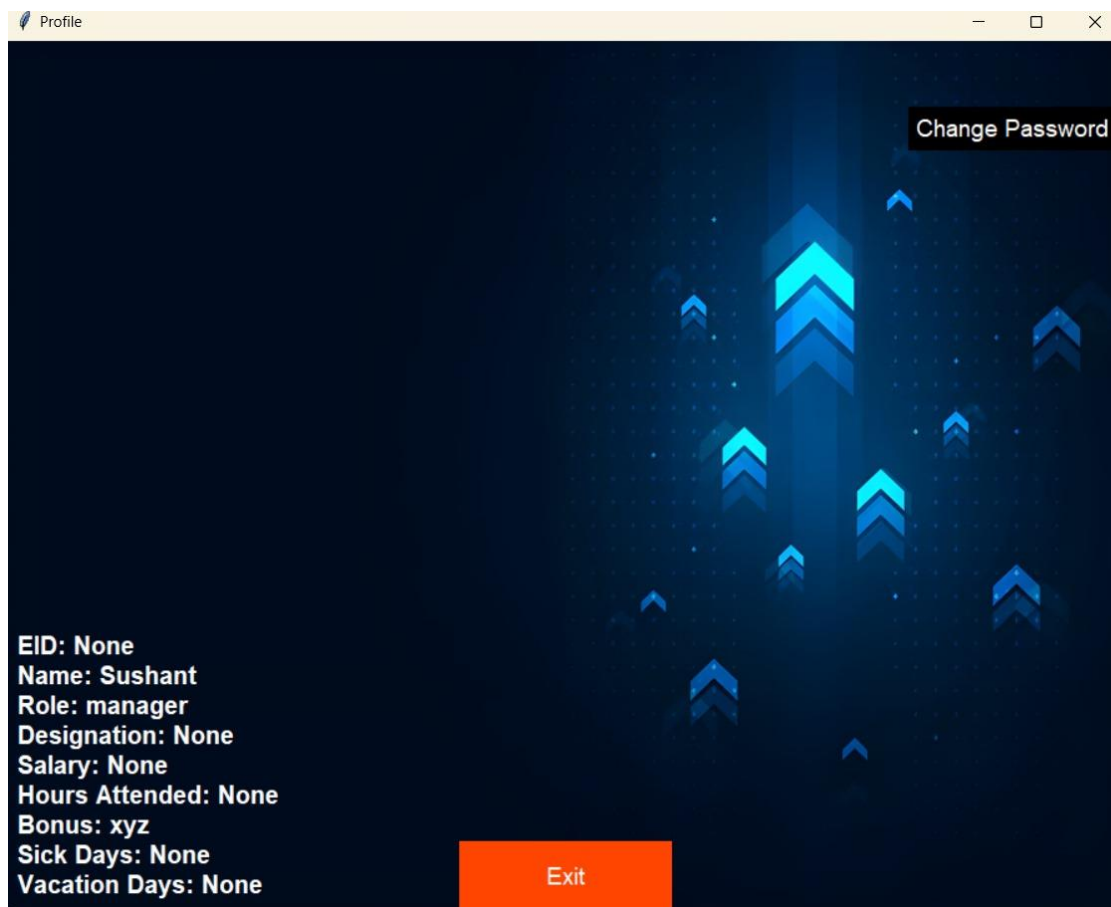 Profile
Change Password
EID: None
Name: Sushant
Role: manager
Designation: None
Salary: None
Hours Attended: None
Bonus: xyz
Sick Days: None
Vacation Days: None
Exit